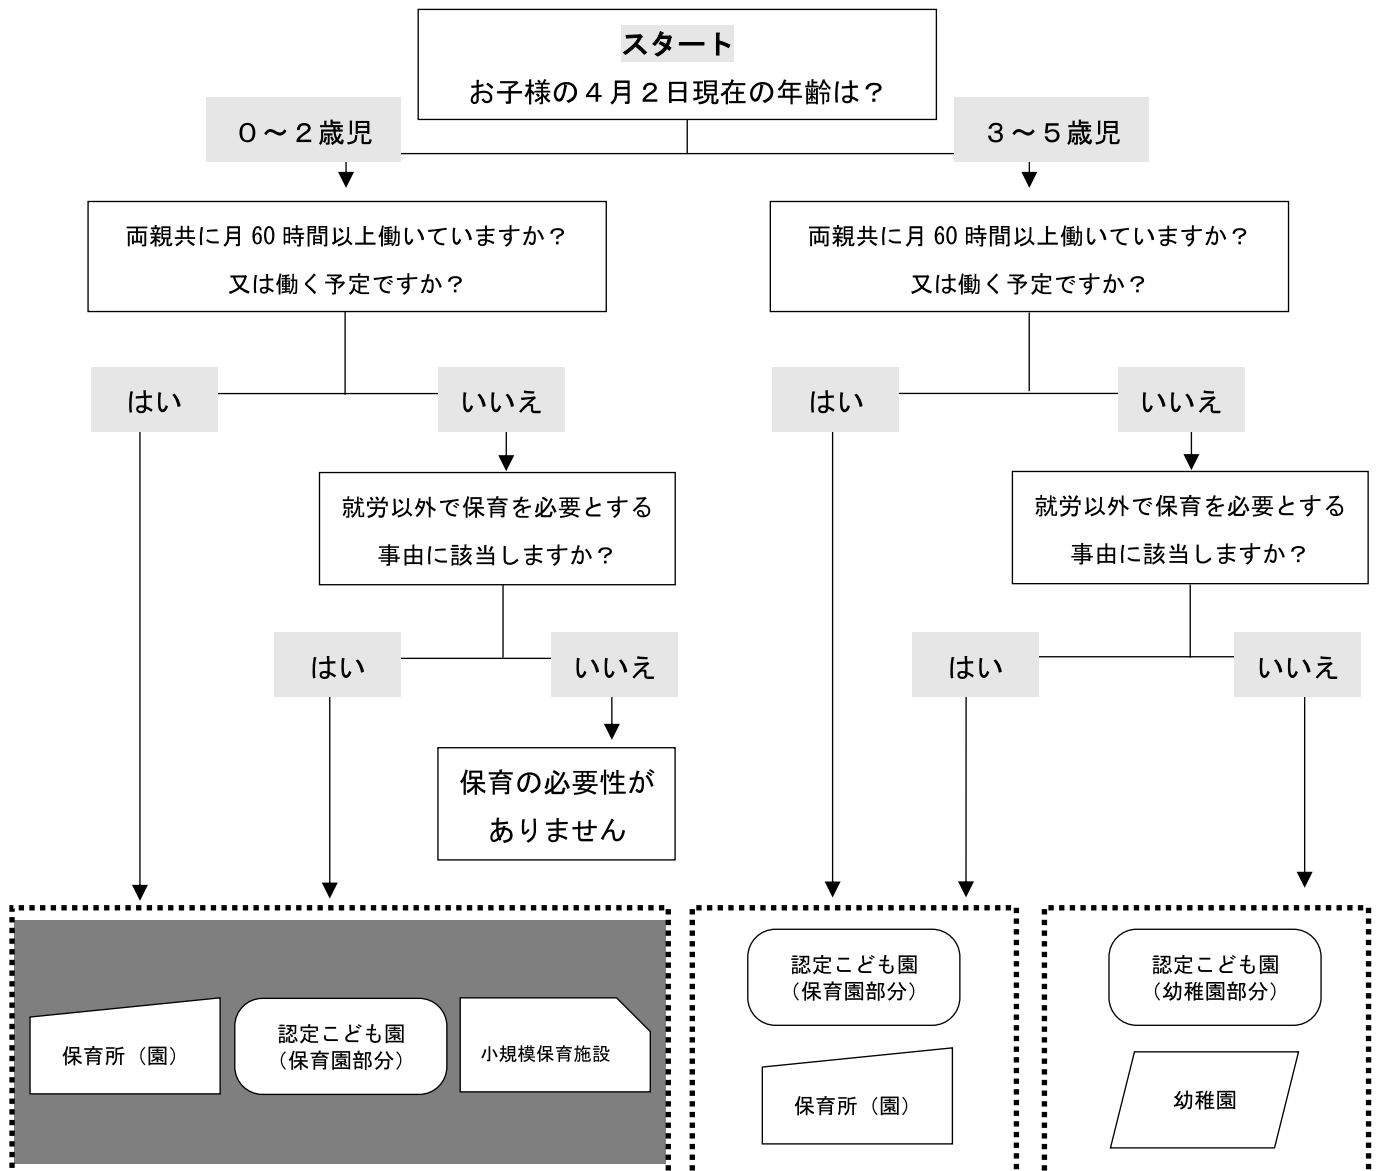 スタート
お子様の４月２日現在の年齢は？
０～２歳児
３～５歳児
両親共に月 60 時間以上働いていますか？
又は働く予定ですか？
両親共に月 60 時間以上働いていますか？
又は働く予定ですか？
はい
いいえ
はい
いいえ
就労以外で保育を必要とする
事由に該当しますか？
就労以外で保育を必要とする
事由に該当しますか？
はい
いいえ
はい
いいえ
保育の必要性が
ありません
保育所（園）
認定こども園
（保育園部分）
小規模保育施設
認定こども園
（保育園部分）
保育所（園）
認定こども園
（幼稚園部分）
幼稚園